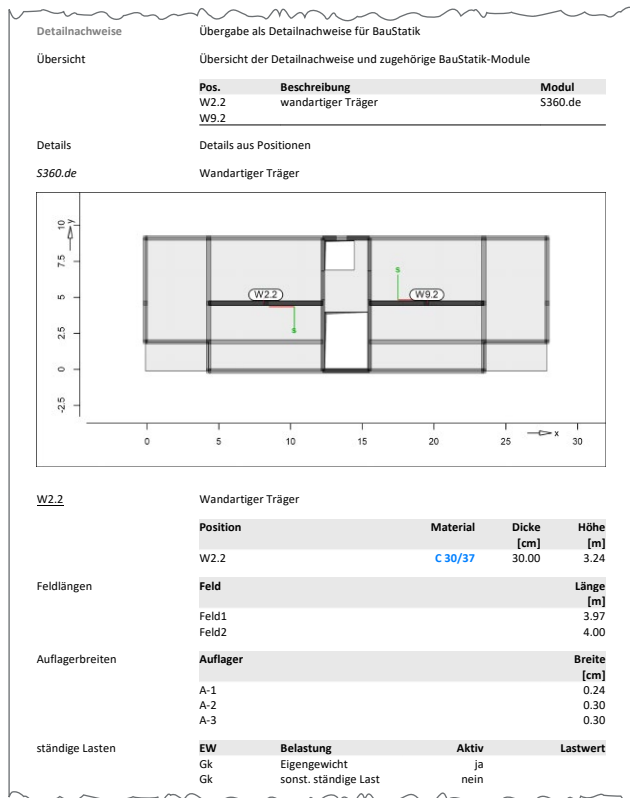 Detailnachweise Übergabe als Detailnachweise für BauStatik
Übersicht Übersicht der Detailnachweise und zugehörige BauStatik-Module
Pos. Beschreibung Modul
W2.2 wandartiger Träger S360.de
W9.2
Details Details aus Positionen
S360.de Wandartiger Träger
y
10
7.5
5
2.5
0
-2.5
W2.2
s
s
W9.2
0 5 10 15 20 25 30
x
W2.2 Wandartiger Träger
Position Material Dicke Höhe
[cm] [m]
W2.2 C 30/37 30.00 3.24
Feldlängen Feld Länge
[m]
Feld1 3.97
Feld2 4.00
Auflagerbreiten Auflager Breite
[cm]
A-1 0.24
A-2 0.30
A-3 0.30
ständige Lasten EW Belastung Aktiv Lastwert
Gk Eigengewicht ja
Gk sonst. ständige Last nein